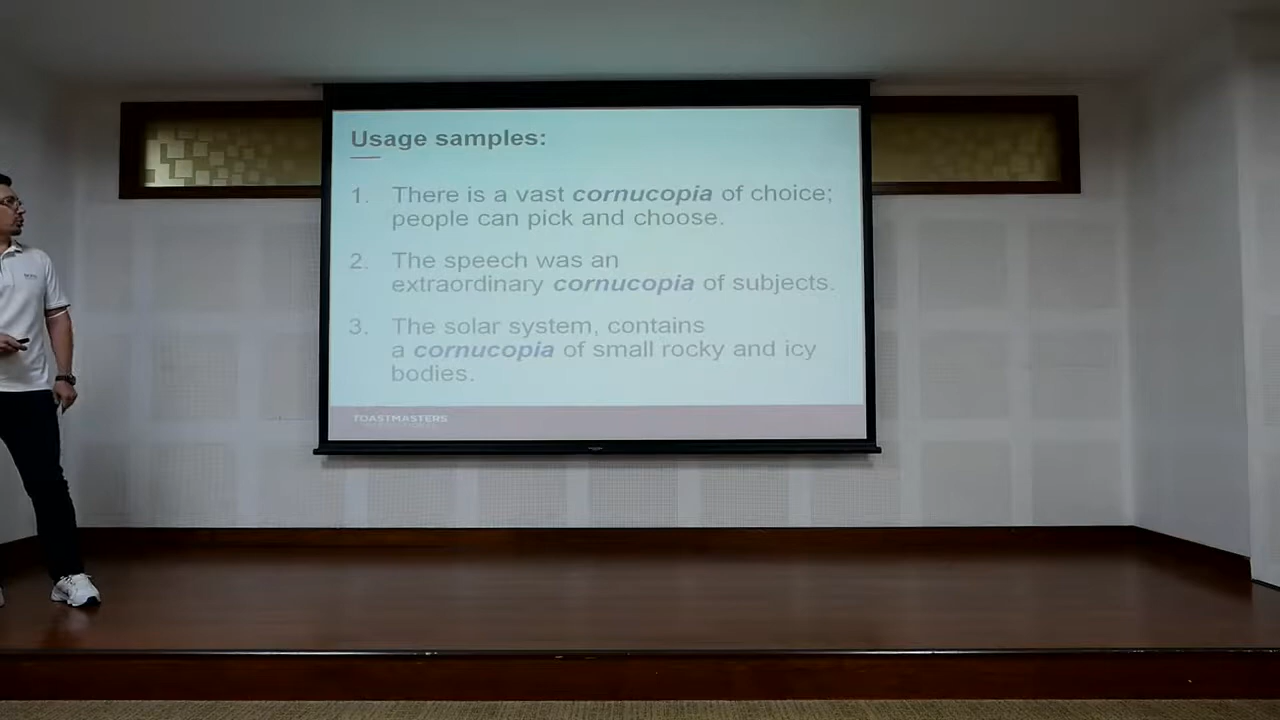 Usage samples:
1. There is a vast cornucopia of choice;
people can pick and choose.
2. The speech was an
extraordinary cornucopia of subjects.
3. The solar system, contains
a cornucopia of small rocky and icy
bodies.
TOASTMASTERS